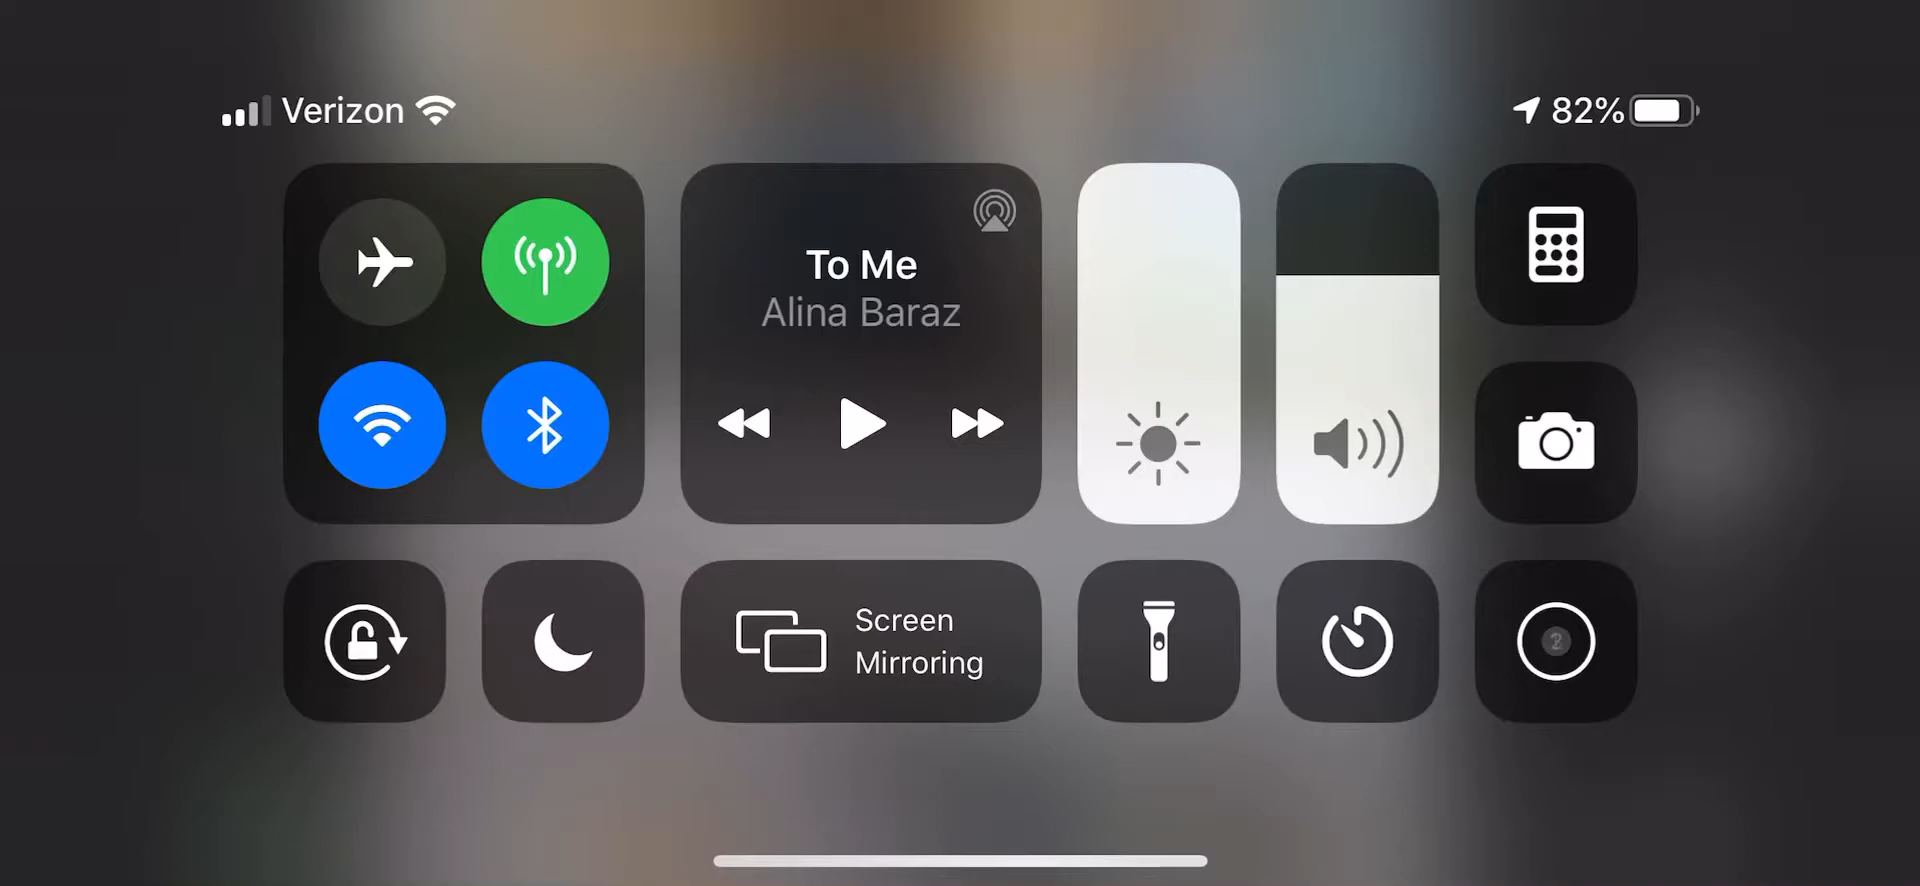 Verizon
82%
To Me
Alina Baraz
Screen
Mirroring